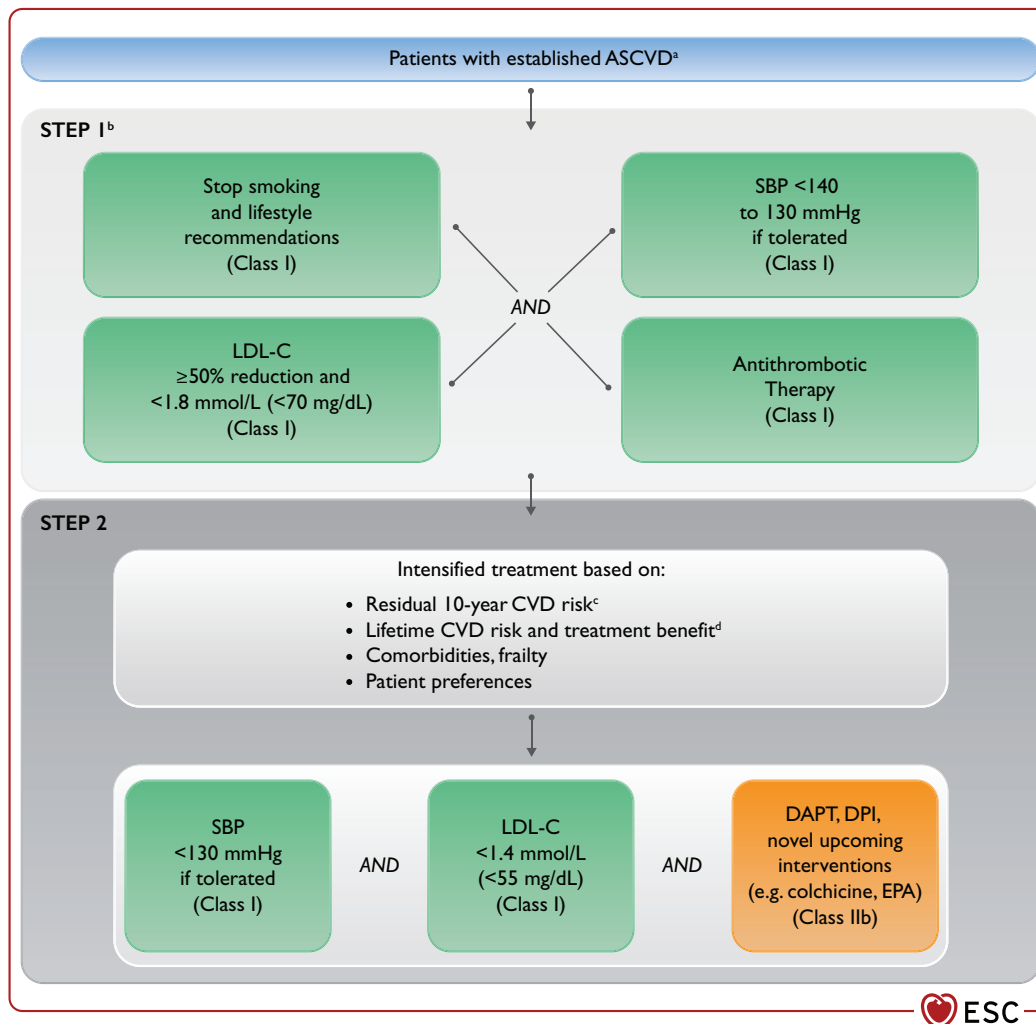 Patients with established ASCVDᵃ
STEP 1ᵇ
Stop smoking
and lifestyle
recommendations
(Class I)
SBP <140
to 130 mmHg
if tolerated
(Class I)
AND
LDL-C
≥50% reduction and
<1.8 mmol/L (<70 mg/dL)
(Class I)
Antithrombotic
Therapy
(Class I)
STEP 2
Intensified treatment based on:
• Residual 10-year CVD riskᶜ
• Lifetime CVD risk and treatment benefitᵈ
• Comorbidities, frailty
• Patient preferences
SBP
<130 mmHg
if tolerated
(Class I)
AND
LDL-C
<1.4 mmol/L
(<55 mg/dL)
(Class I)
AND
DAPT, DPI,
novel upcoming
interventions
(e.g. colchicine, EPA)
(Class IIb)
ESC